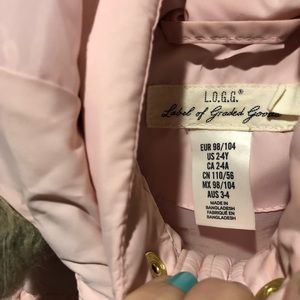 L.O.G.G.®
Label of Graded Goods
EUR 98/104
US 2-4Y
CA 2-4A
CN 110/56
MX 98/104
AUS 3-4
MADE IN
BANGLADESH
FABRIQUÉ EN
BANGLADESH